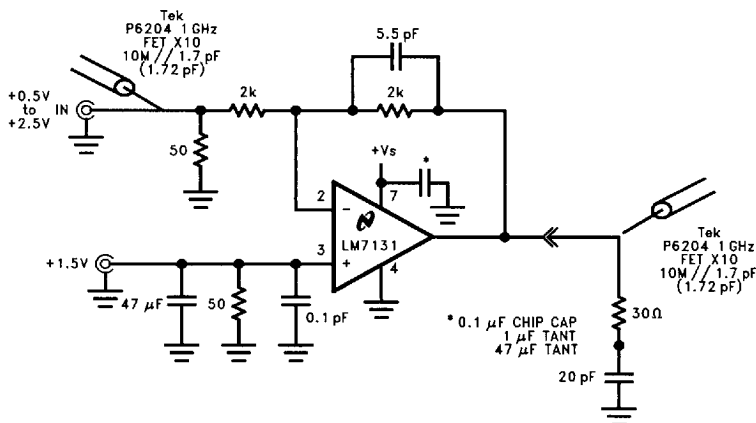 Tek
P6204 1 GHz
FET X10
10M // 1.7 pF
(1.72 pF)
5.5 pF
2k
2k
+0.5V
to IN
+2.5V
50
+Vs
*
2
7
-
LM7131
3
+
4
+1.5V
47 µF
50
0.1 pF
Tek
P6204 1 GHz
FET X10
10M // 1.7 pF
(1.72 pF)
* 0.1 µF CHIP CAP
1 µF TANT
47 µF TANT
30Ω
20 pF